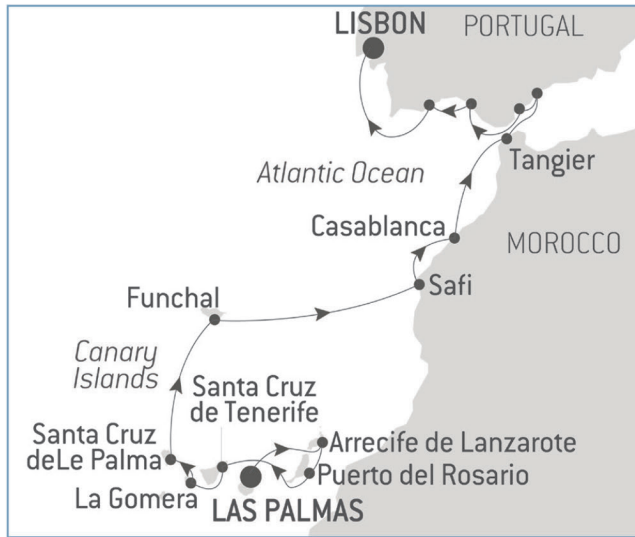 LISBON
PORTUGAL
Atlantic Ocean
Tangier
Casablanca
MOROCCO
Safi
Funchal
Canary
Islands
Santa Cruz
de Tenerife
Santa Cruz
deLe Palma
Arrecife de Lanzarote
Puerto del Rosario
La Gomera
LAS PALMAS